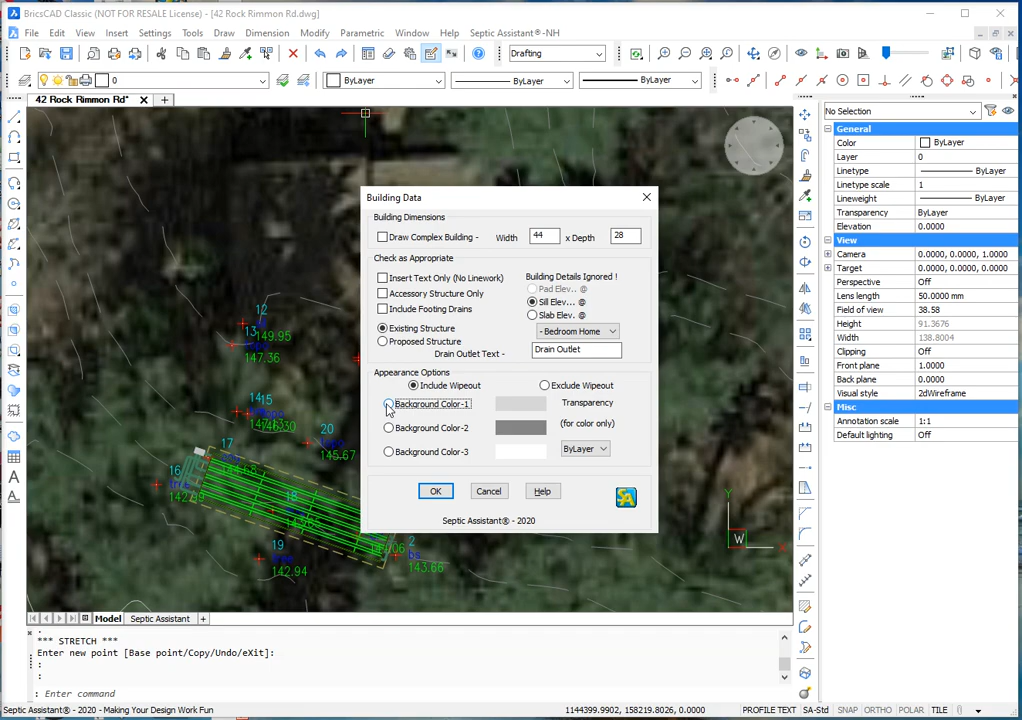 BricsCAD Classic (NOT FOR RESALE License) - [42 Rock Rimmon Rd.dwg]
File Edit View Insert Settings Tools Draw Dimension Modify Parametric Window Help Septic Assistant®-NH
Drafting
0 ByLayer ByLayer ByLayer
42 Rock Rimmon Rd*
No Selection
General
Color ByLayer
Layer 0
Linetype ByLayer
Linetype scale 1
Lineweight ByLayer
Transparency ByLayer
Elevation 0.0000
View
Camera 0.0000, 0.0000, 1.0000
Target 0.0000, 0.0000, 0.0000
Perspective Off
Lens length 50.0000 mm
Field of view 38.58
Height 91.3676
Width 138.8004
Clipping Off
Front plane 1.0000
Back plane 0.0000
Visual style 2dWireframe
Misc
Annotation scale 1:1
Default lighting Off
Building Data
Building Dimensions
Draw Complex Building - Width 44 x Depth 28
Check as Appropriate
Insert Text Only (No Linework)
Accessory Structure Only
Include Footing Drains
Existing Structure
Proposed Structure
Building Details Ignored !
Pad Elev.. @
Sill Elev... @
Slab Elev. @
- Bedroom Home
Drain Outlet Text - Drain Outlet
Appearance Options
Include Wipeout Exclude Wipeout
Background Color-1 Transparency
Background Color-2 (for color only)
Background Color-3 ByLayer
OK Cancel Help
Septic Assistant® - 2020
12
13 149.95
147.36
14 15
20
145.67
17
16
142.99
18
19
142.94
2
bs
143.66
Y
W
Model Septic Assistant
*** STRETCH ***
Enter new point [Base point/Copy/Undo/eXit]:
:
:
: Enter command
Septic Assistant® - 2020 - Making Your Design Work Fun 1144399.9902, 158219.8026, 0.0000 PROFILE TEXT SA-Std SNAP ORTHO POLAR TILE